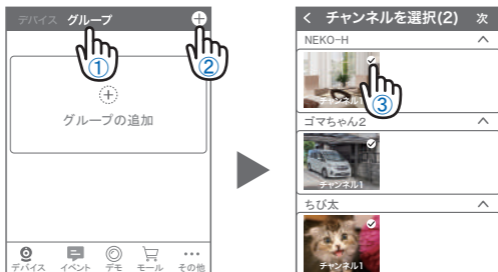 デバイス グループ
①
②
グループの追加
デバイス イベント デモ モール その他
チャンネルを選択(2) 次
NEKO-H
チャンネル1
③
ゴマちゃん2
チャンネル1
ちび太
チャンネル1